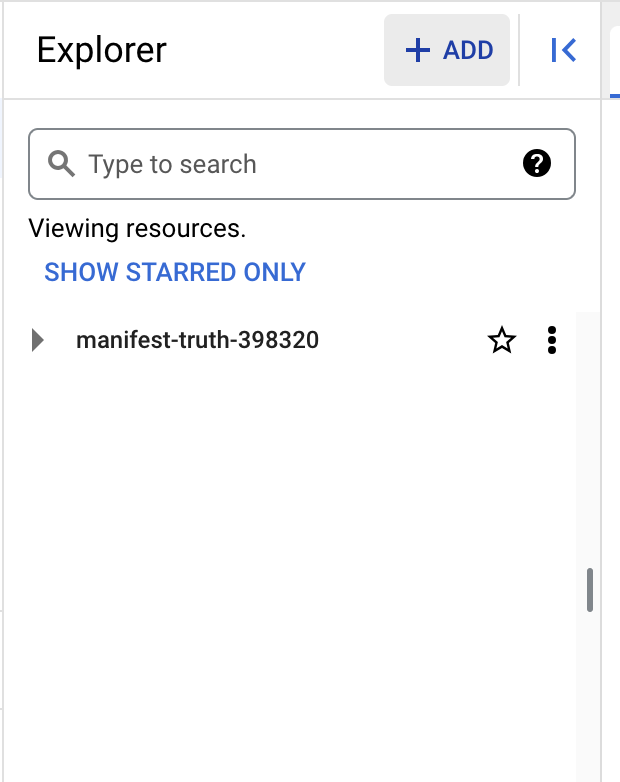 Explorer
+ ADD
Type to search
?
Viewing resources.
SHOW STARRED ONLY
manifest-truth-398320